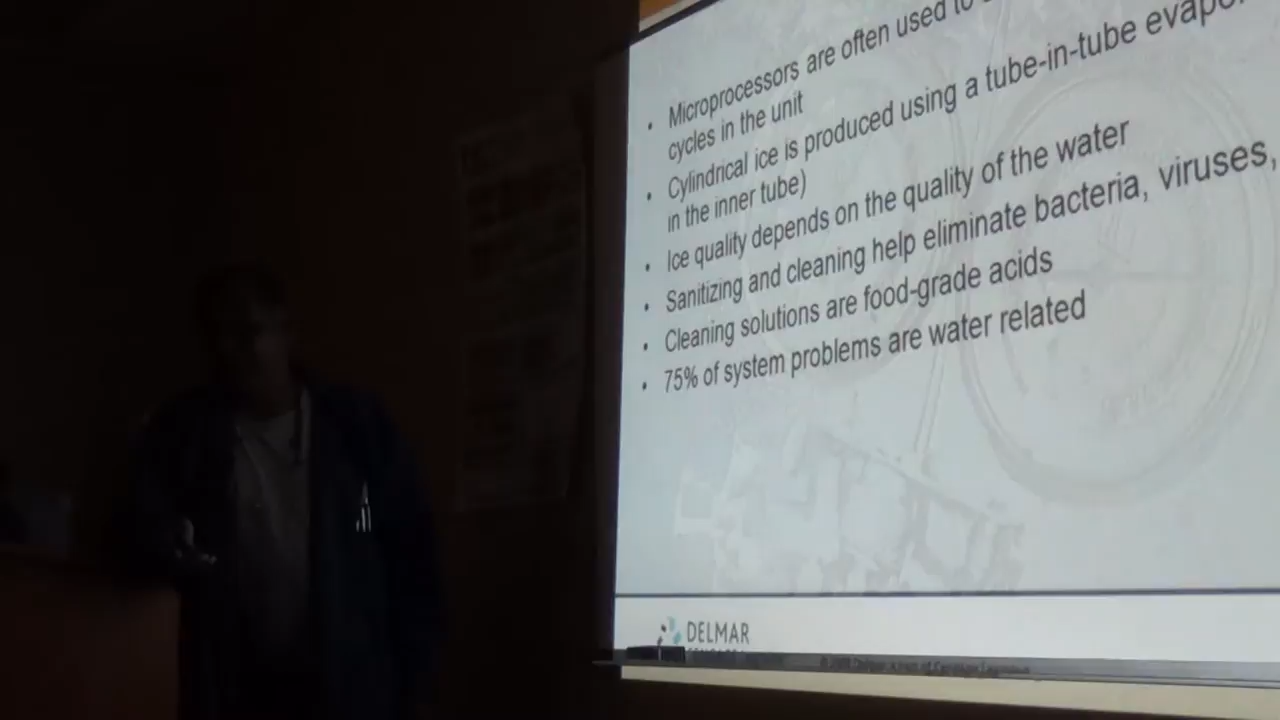 • Microprocessors are often used to
cycles in the unit
• Cylindrical ice is produced using a tube-in-tube
in the inner tube)
• Ice quality depends on the quality of the water
• Sanitizing and cleaning help eliminate bacteria, viruses,
• Cleaning solutions are food-grade acids
• 75% of system problems are water related
DELMAR